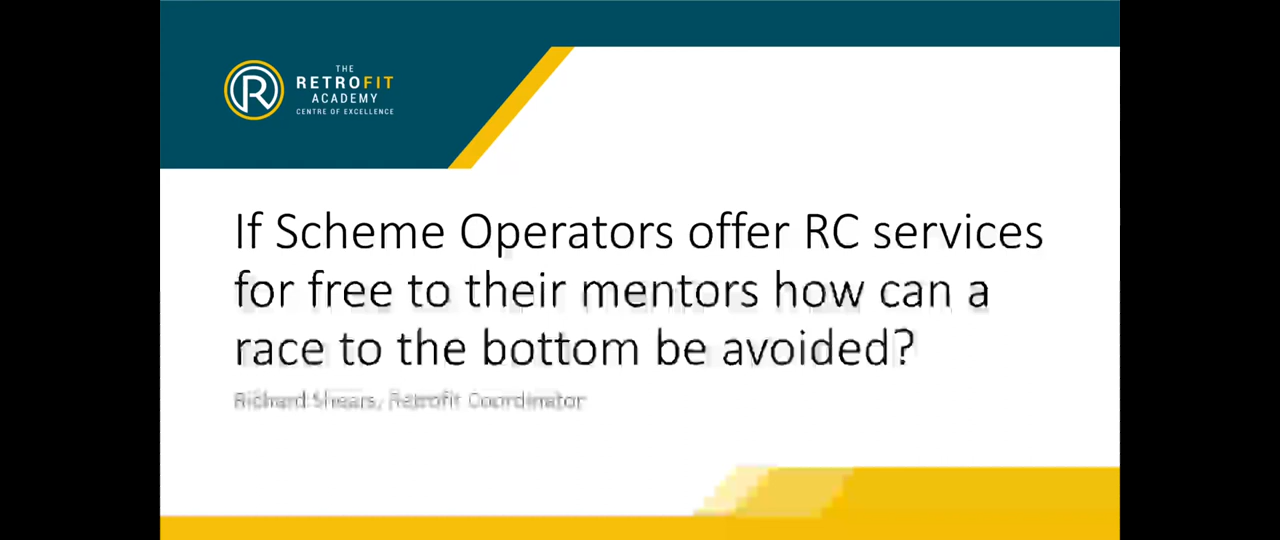 THE
RETROFIT
ACADEMY
CENTRE OF EXCELLENCE
If Scheme Operators offer RC services
for free to their mentors how can a
race to the bottom be avoided?
Richard Shears, Retrofit Coordinator